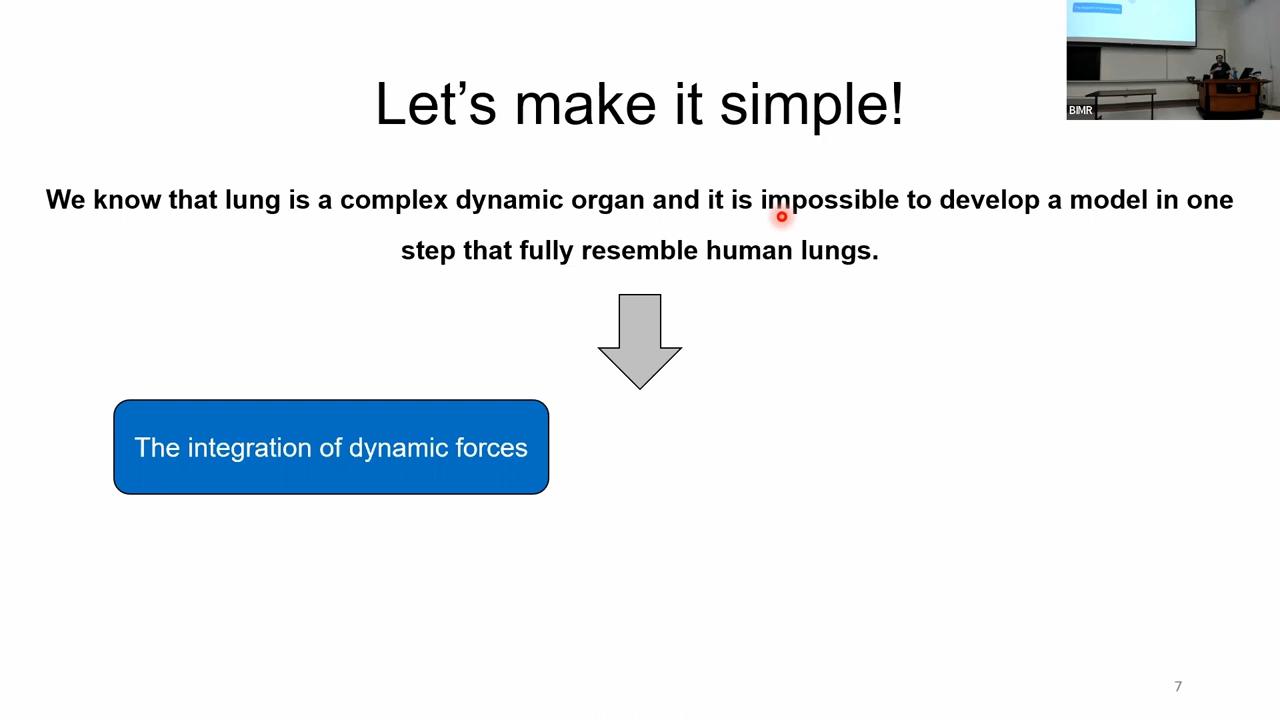 Let's make it simple!
We know that lung is a complex dynamic organ and it is impossible to develop a model in one
step that fully resemble human lungs.
The integration of dynamic forces
7
BIMR